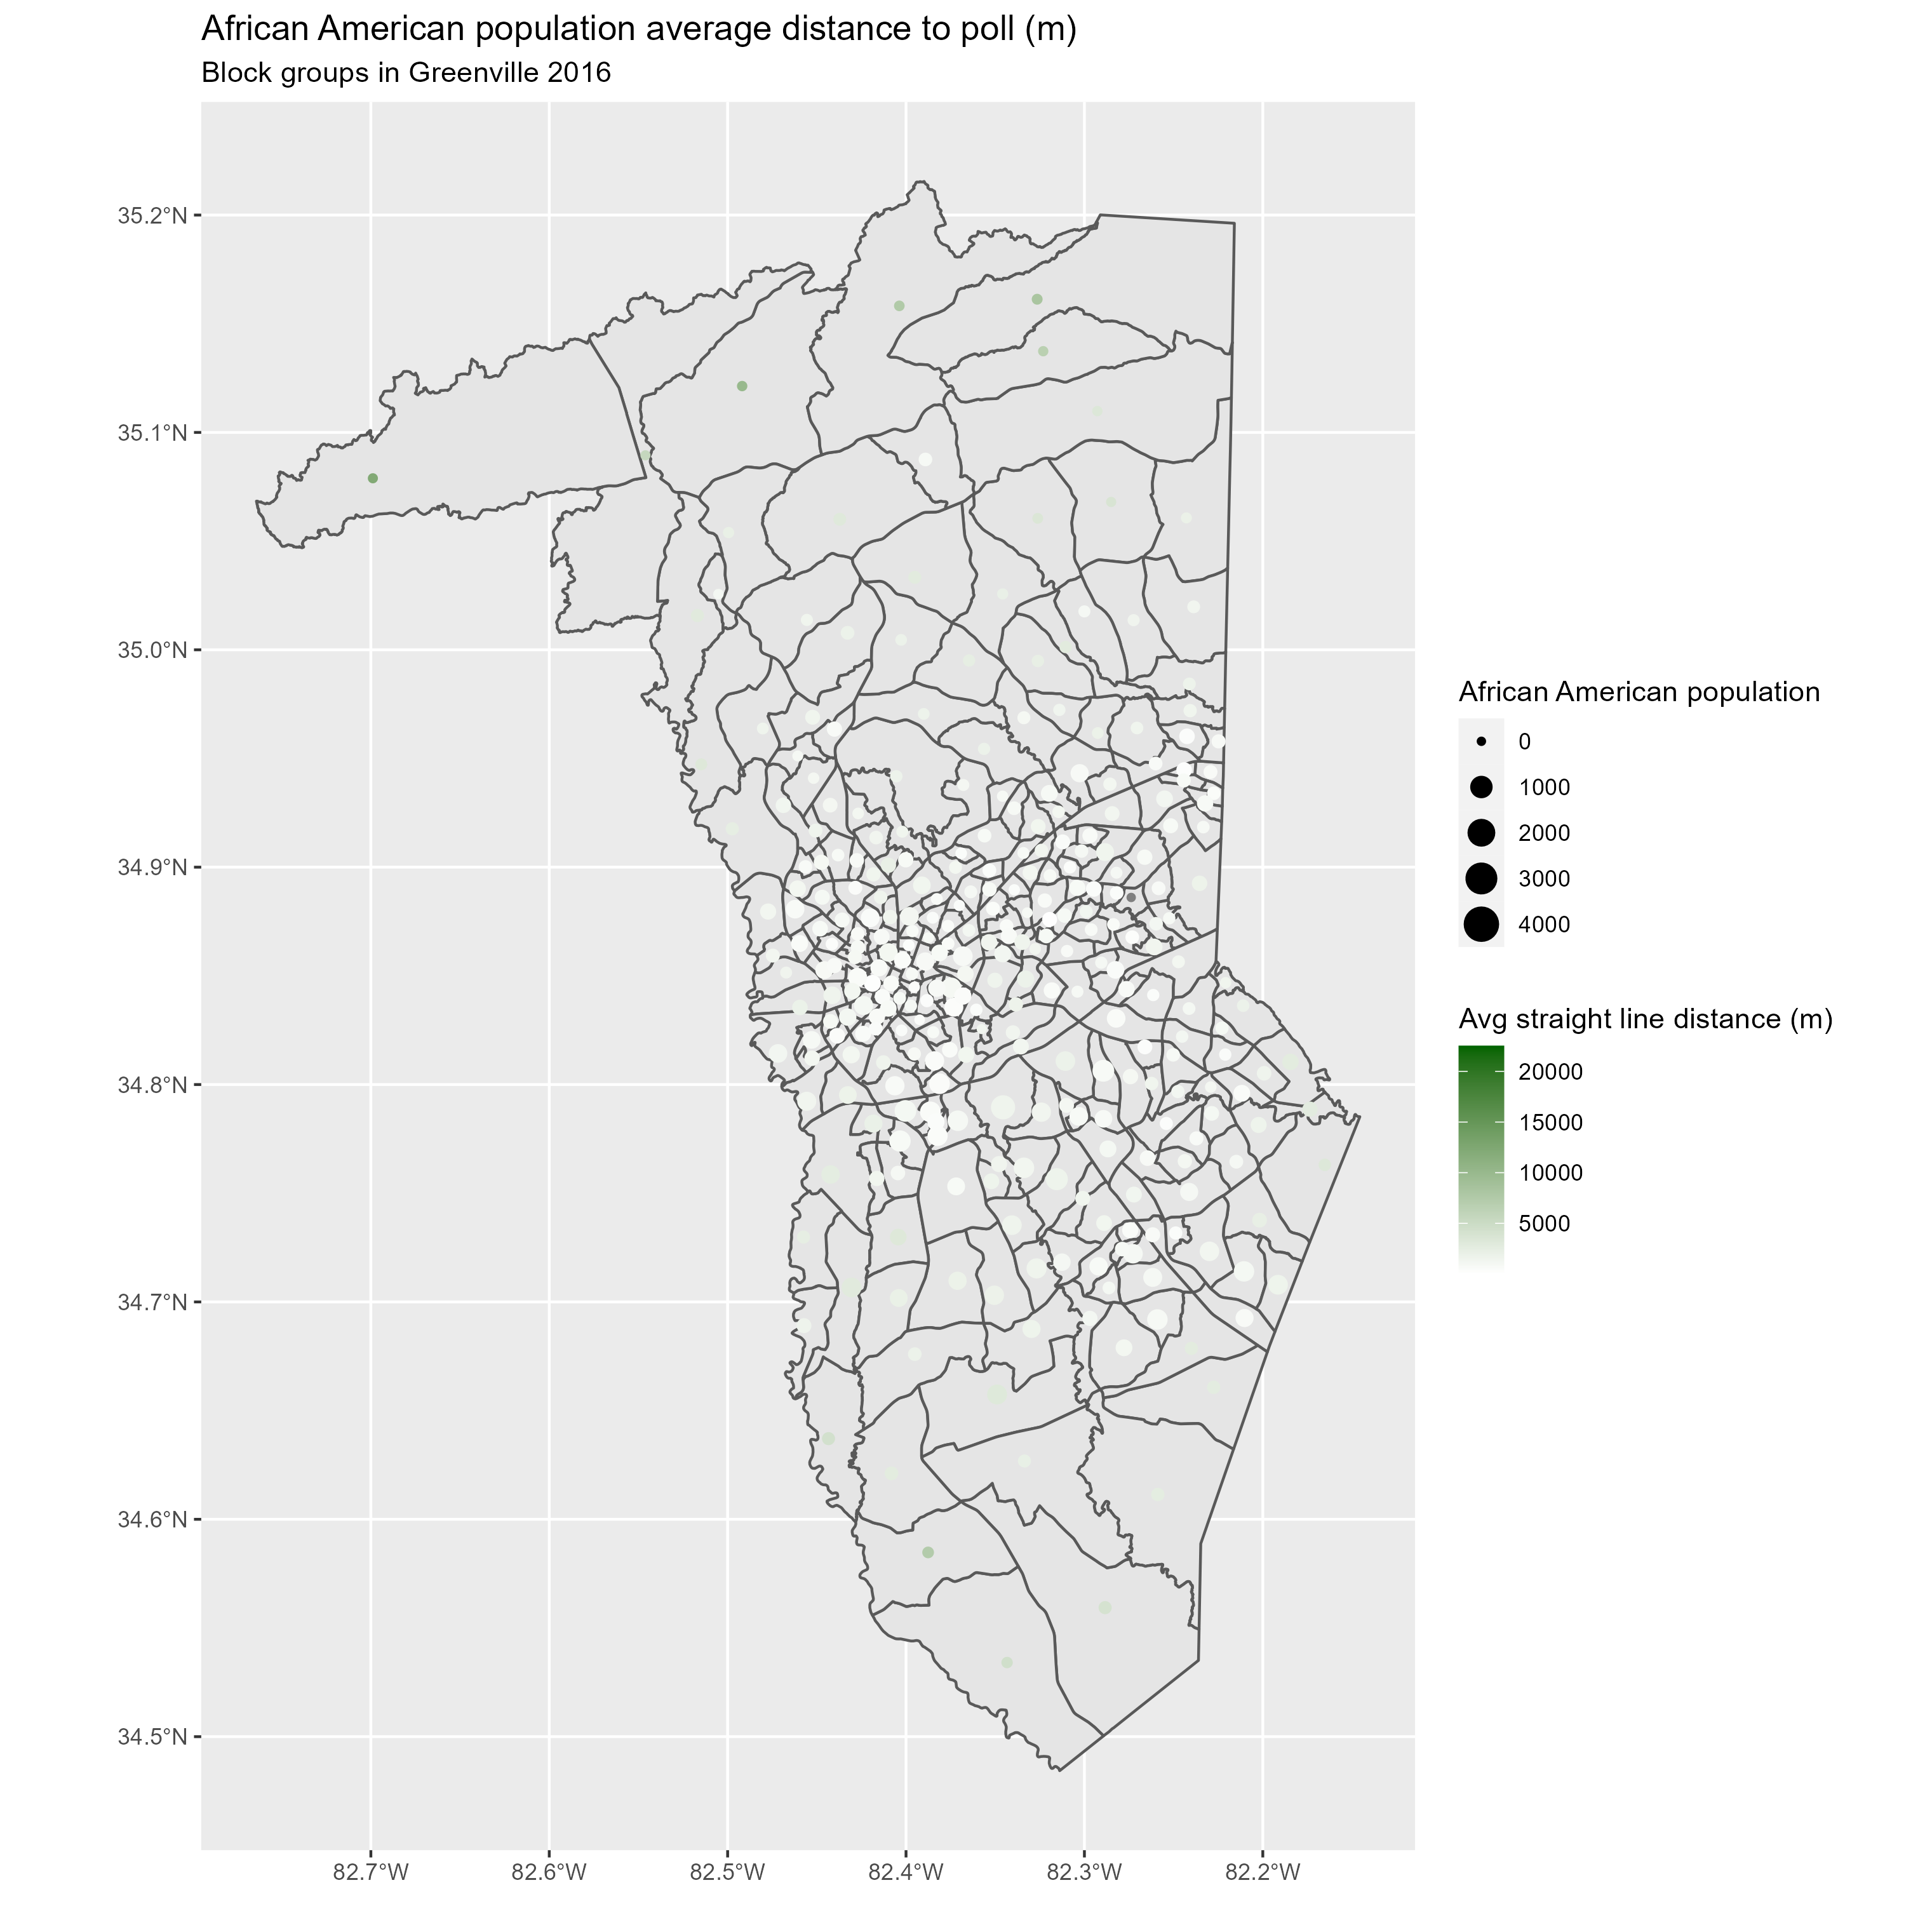 African American population average distance to poll (m)
Block groups in Greenville 2016
35.2°N
35.1°N
35.0°N
34.9°N
34.8°N
34.7°N
34.6°N
34.5°N
82.7°W
82.6°W
82.5°W
82.4°W
82.3°W
82.2°W
African American population
0
1000
2000
3000
4000
Avg straight line distance (m)
20000
15000
10000
5000